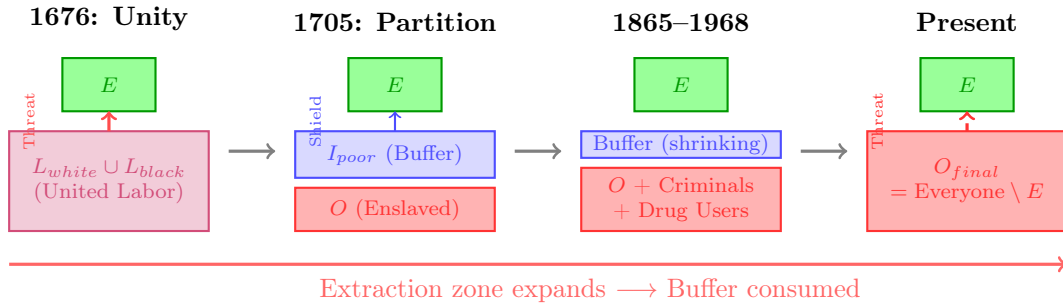 1676: Unity
1705: Partition
1865–1968
Present
E
E
E
E
Threat
Shield
Threat
L_white ∪ L_black
(United Labor)
I_poor (Buffer)
O (Enslaved)
Buffer (shrinking)
O + Criminals
+ Drug Users
O_final
= Everyone \ E
Extraction zone expands ⟶ Buffer consumed